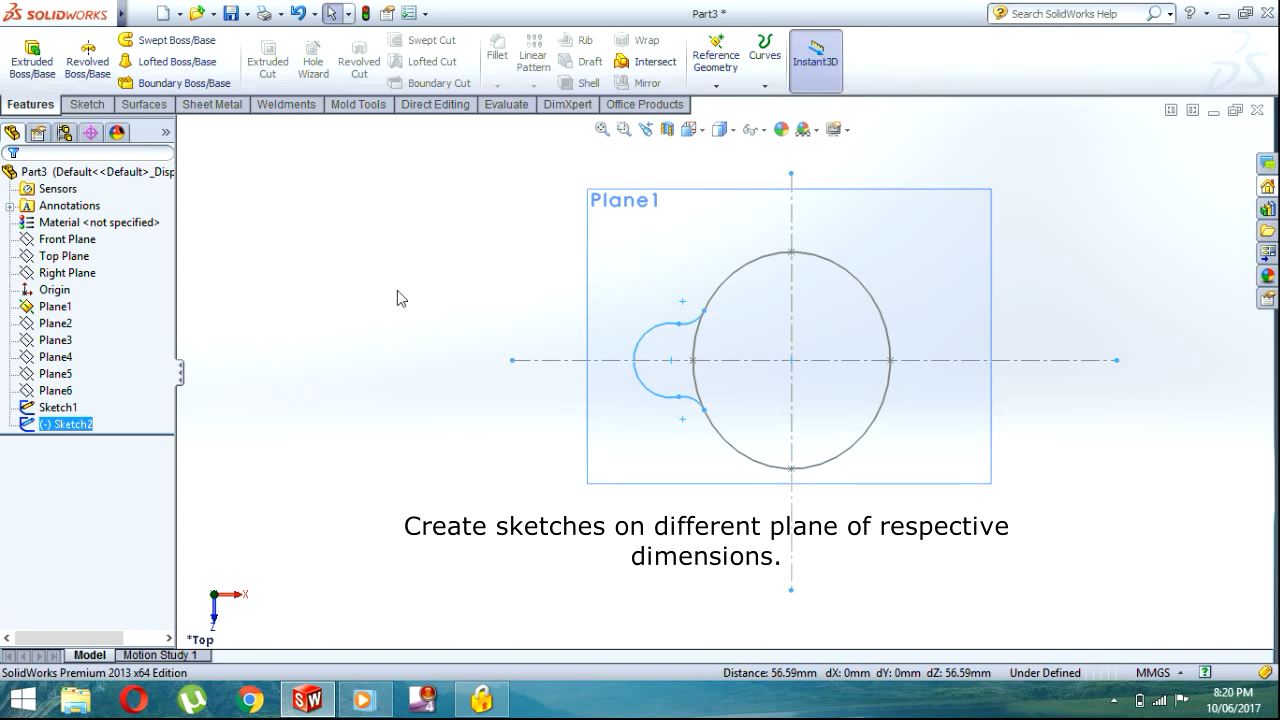 SOLIDWORKS
Part3 *
Search SolidWorks Help
Extruded Boss/Base
Revolved Boss/Base
Swept Boss/Base
Lofted Boss/Base
Boundary Boss/Base
Extruded Cut
Hole Wizard
Revolved Cut
Swept Cut
Lofted Cut
Boundary Cut
Fillet
Linear Pattern
Rib
Draft
Shell
Wrap
Intersect
Mirror
Reference Geometry
Curves
Instant3D
Features Sketch Surfaces Sheet Metal Weldments Mold Tools Direct Editing Evaluate DimXpert Office Products
Part3 (Default<<Default>_Disp
Sensors
Annotations
Material <not specified>
Front Plane
Top Plane
Right Plane
Origin
Plane1
Plane2
Plane3
Plane4
Plane5
Plane6
Sketch1
(-) Sketch2
Plane1
Create sketches on different plane of respective
dimensions.
X
Z
*Top
Model Motion Study 1
SolidWorks Premium 2013 x64 Edition
Distance: 56.59mm dX: 0mm dY: 0mm dZ: 56.59mm Under Defined MMGS
8:20 PM
10/06/2017